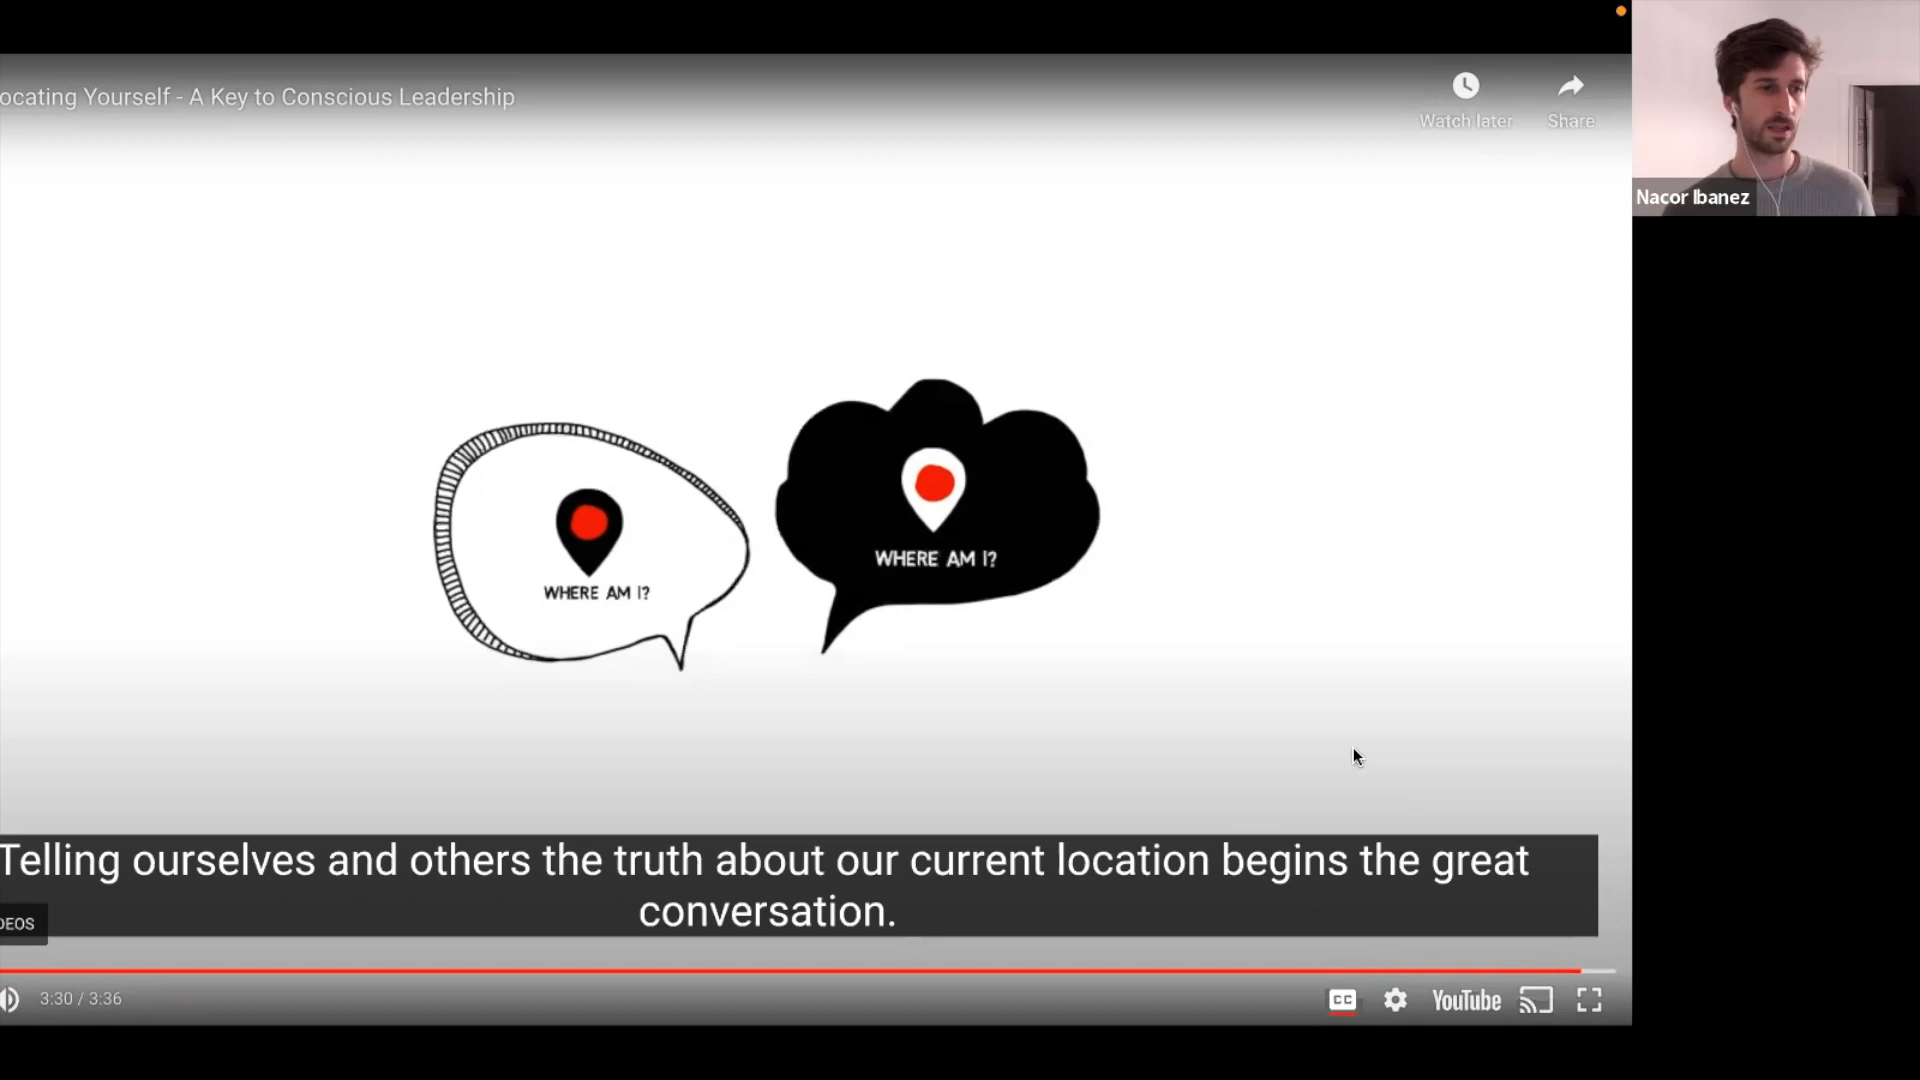 ocating Yourself - A Key to Conscious Leadership
Watch later
Share
Nacor Ibanez
WHERE AM I?
WHERE AM I?
Telling ourselves and others the truth about our current location begins the great
conversation.
DEOS
3:30 / 3:36
CC
YouTube